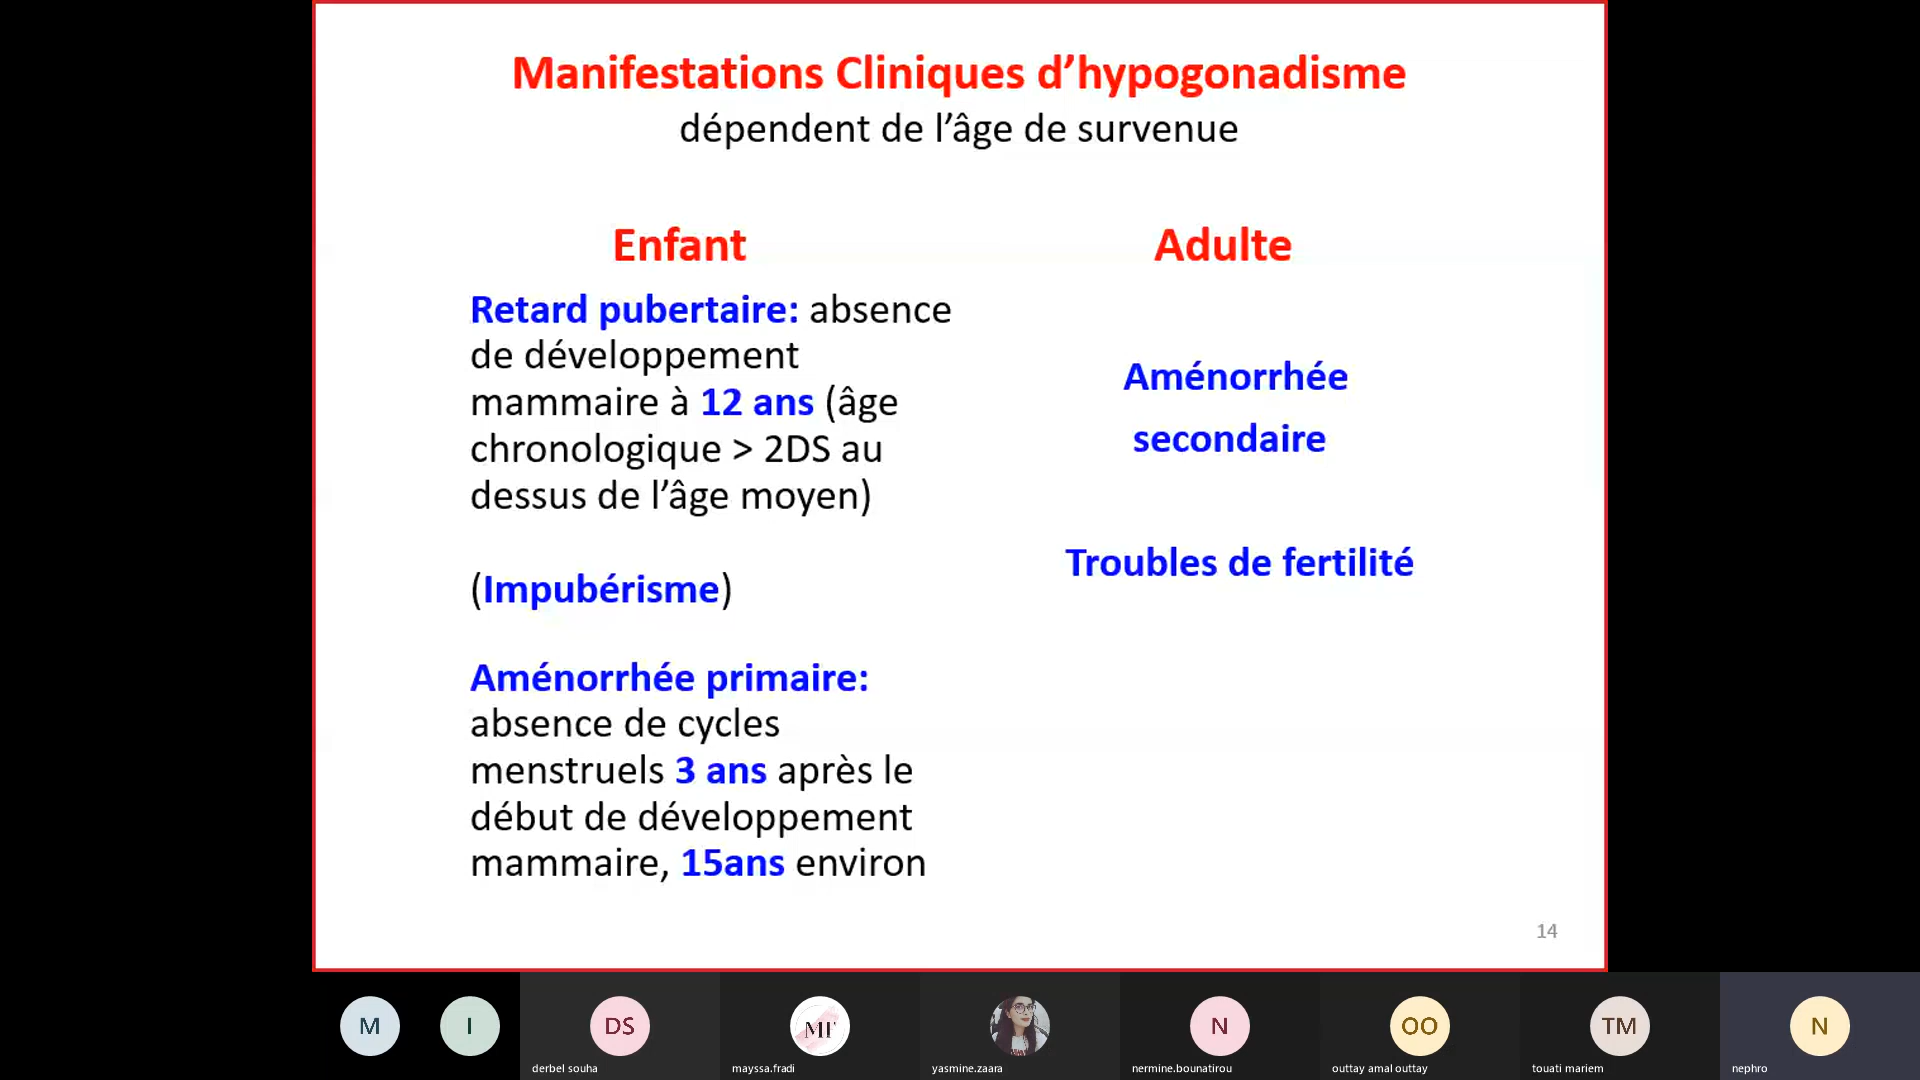 Manifestations Cliniques d’hypogonadisme
dépendent de l’âge de survenue
Enfant
Retard pubertaire: absence
de développement
mammaire à 12 ans (âge
chronologique > 2DS au
dessus de l’âge moyen)
(Impubérisme)
Aménorrhée primaire:
absence de cycles
menstruels 3 ans après le
début de développement
mammaire, 15ans environ
Adulte
Aménorrhée
secondaire
Troubles de fertilité
14
M
I
DS
derbel souha
MF
mayssa.fradi
yasmine.zaara
N
nermine.bounatirou
OO
outtay amal outtay
TM
touati mariem
N
nephro